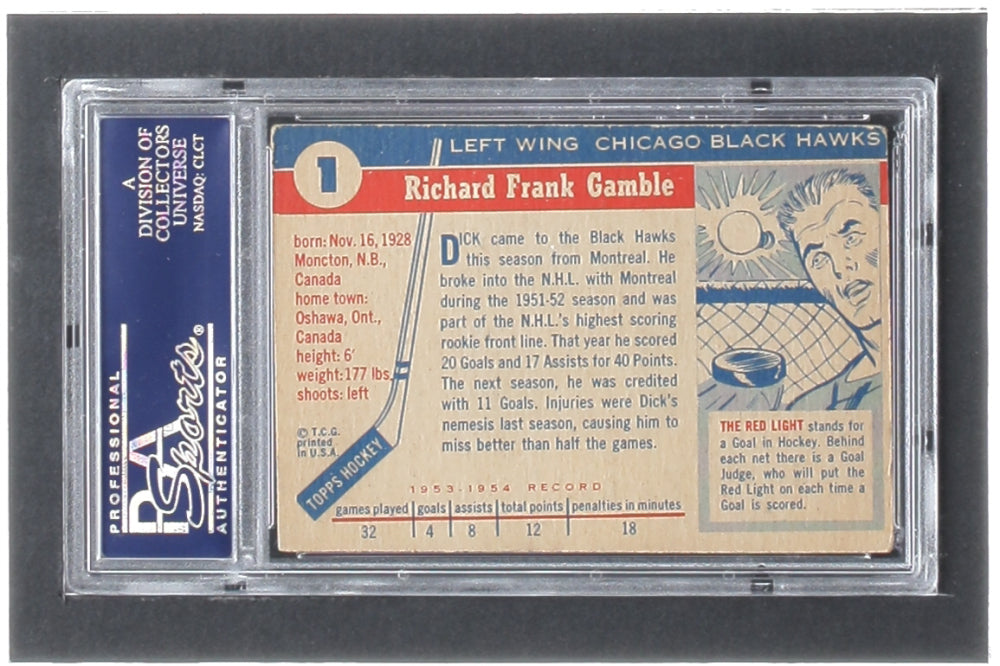 A
DIVISION OF
COLLECTORS
UNIVERSE
NASDAQ: CLCT
PROFESSIONAL
PSA
Sports®
AUTHENTICATOR
1
LEFT WING CHICAGO BLACK HAWKS
Richard Frank Gamble
born: Nov. 16, 1928
Moncton, N.B.,
Canada
home town:
Oshawa, Ont.,
Canada
height: 6'
weight: 177 lbs.
shoots: left
© T.C.G.
printed
in U.S.A.
TOPPS HOCKEY
DICK came to the Black Hawks
this season from Montreal. He
broke into the N.H.L. with Montreal
during the 1951-52 season and was
part of the N.H.L.'s highest scoring
rookie front line. That year he scored
20 Goals and 17 Assists for 40 Points.
The next season, he was credited
with 11 Goals. Injuries were Dick's
nemesis last season, causing him to
miss better than half the games.
THE RED LIGHT stands for
a Goal in Hockey. Behind
each net there is a Goal
Judge, who will put the
Red Light on each time a
Goal is scored.
1953-1954 RECORD
games played goals assists total points penalties in minutes
32 4 8 12 18